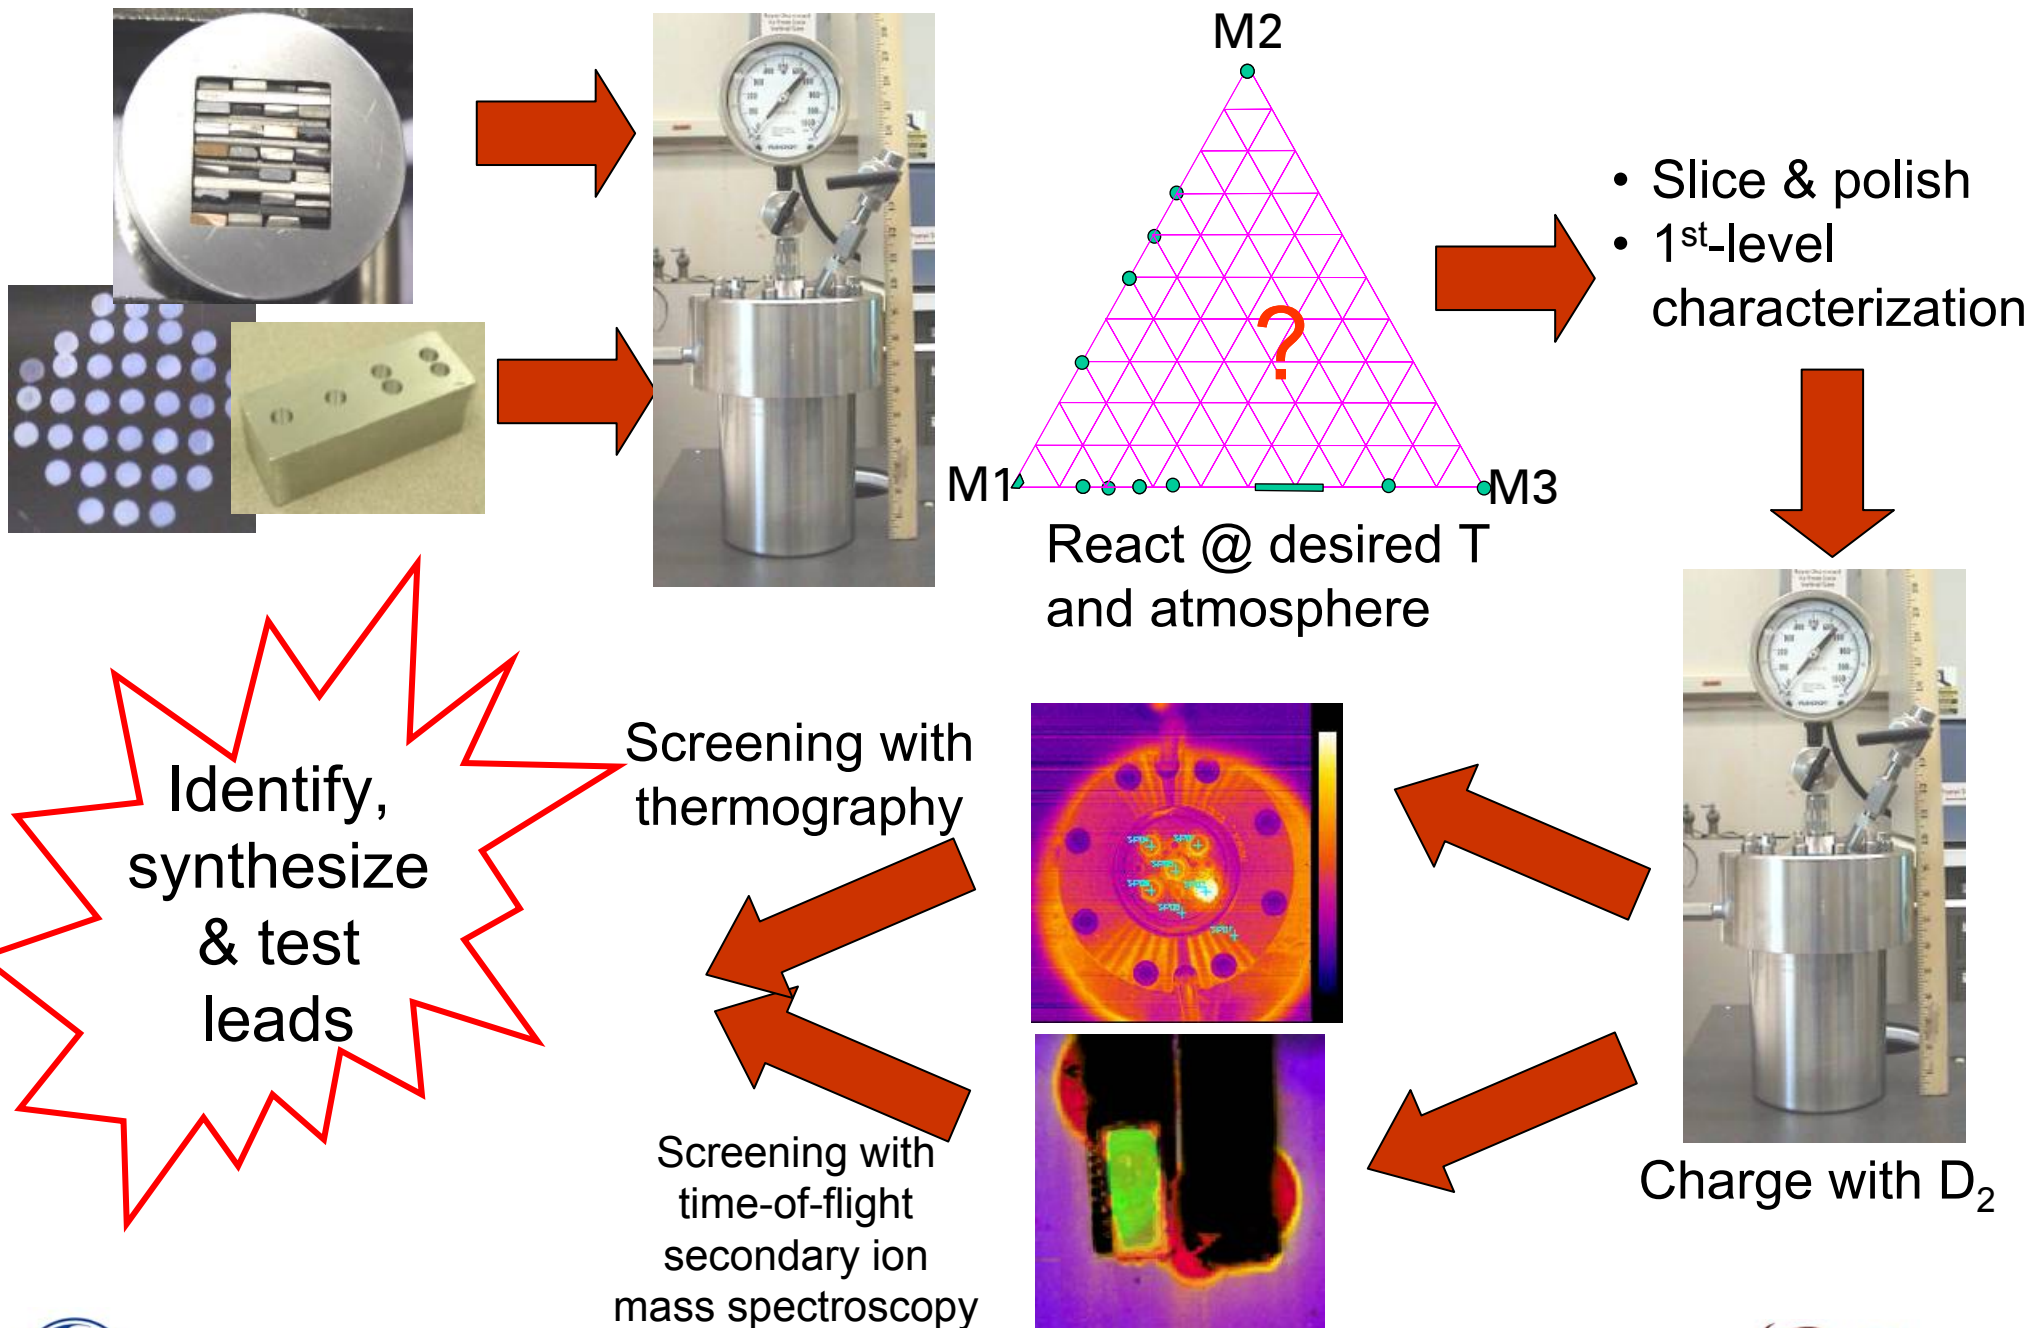 M2
M1
M3
React @ desired T
and atmosphere
• Slice & polish
• 1st-level
characterization
Charge with D2
Screening with
thermography
Screening with
time-of-flight
secondary ion
mass spectroscopy
Identify,
synthesize
& test
leads
?